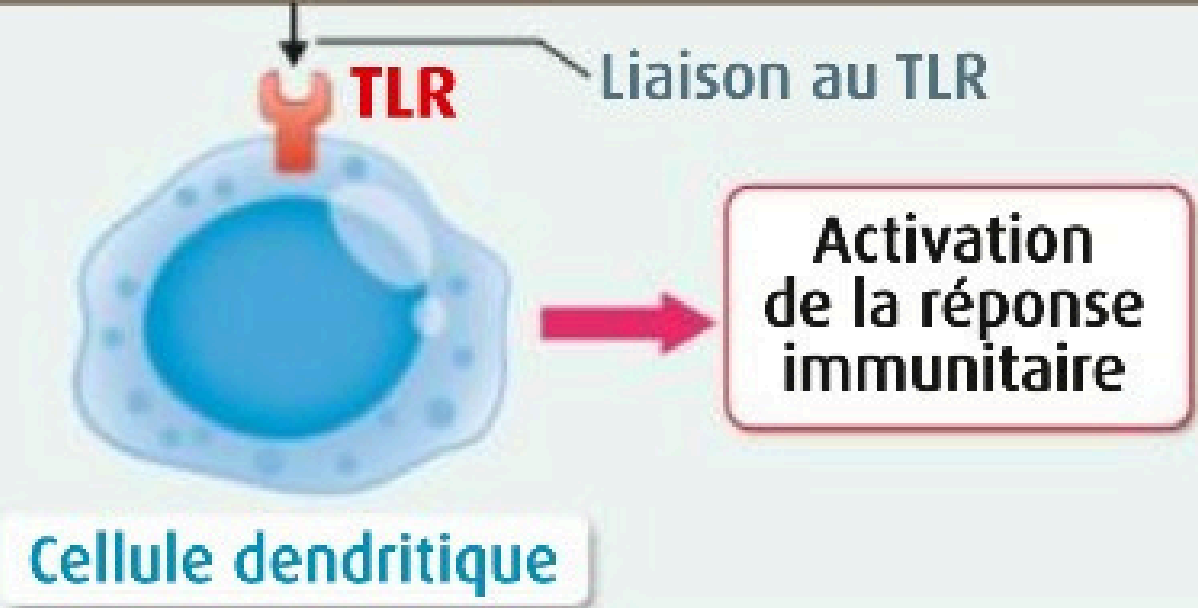 TLR
Liaison au TLR
Activation
de la réponse
immunitaire
Cellule dendritique